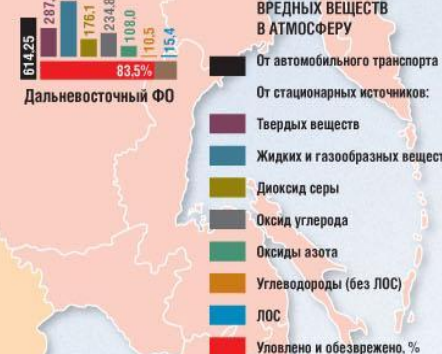 ВРЕДНЫХ ВЕЩЕСТВ
В АТМОСФЕРУ
От автомобильного транспорта
От стационарных источников:
Твердых веществ
Жидких и газообразных вещест
Диоксид серы
Оксид углерода
Оксиды азота
Углеводороды (без ЛОС)
ЛОС
Уловлено и обезврежено, %
614,25
287,
176,1
234,8
108,0
10,5
15,4
83,5%
Дальневосточный ФО